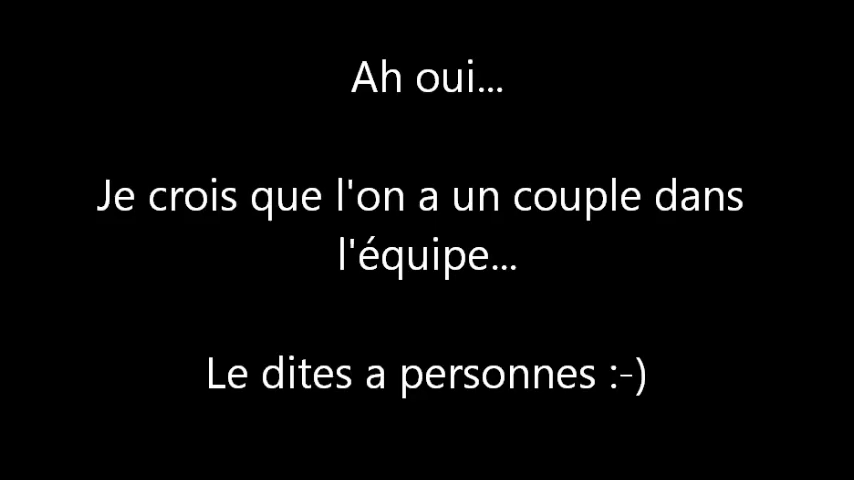 Ah oui...
Je crois que l'on a un couple dans
l'équipe...
Le dites a personnes :-)